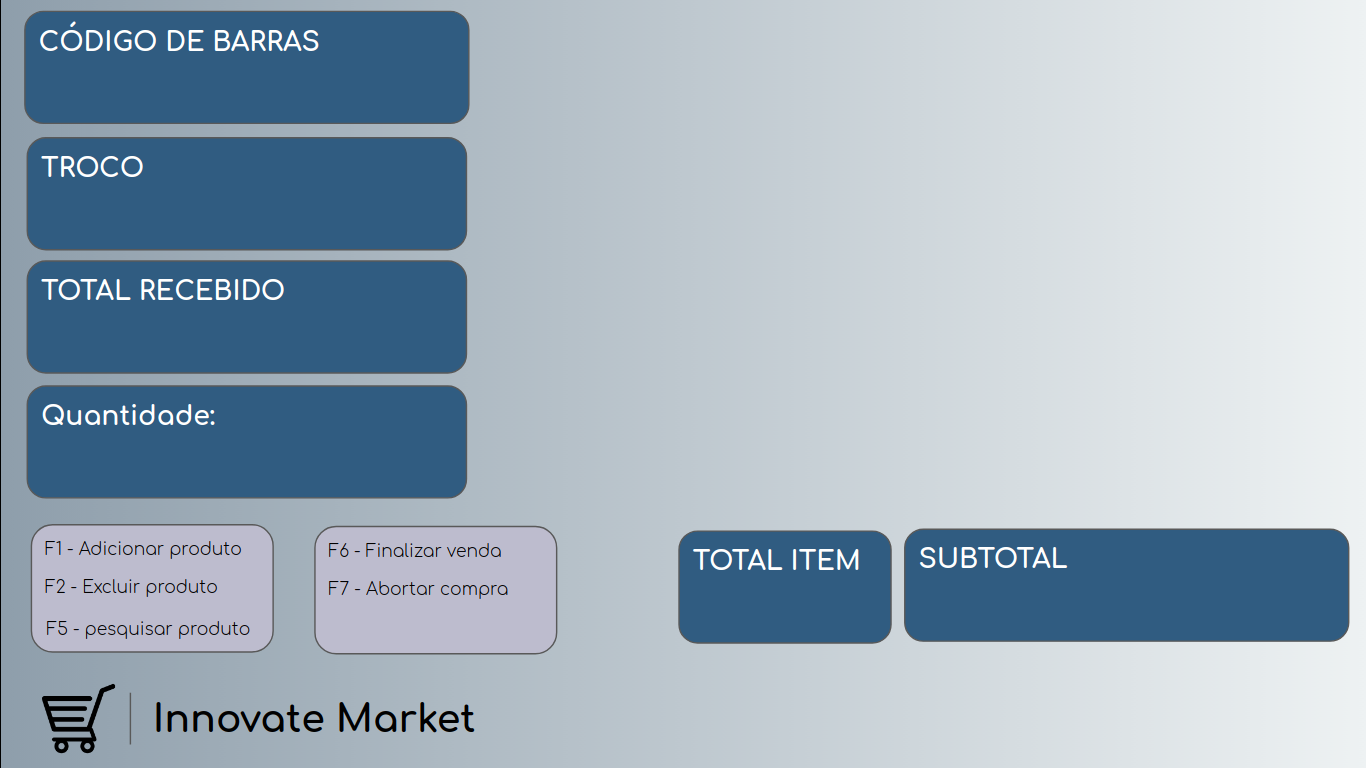 CÓDIGO DE BARRAS
TROCO
TOTAL RECEBIDO
Quantidade:
F1 - Adicionar produto
F2 - Excluir produto
F5 - pesquisar produto
F6 - Finalizar venda
F7 - Abortar compra
TOTAL ITEM
SUBTOTAL
Innovate Market